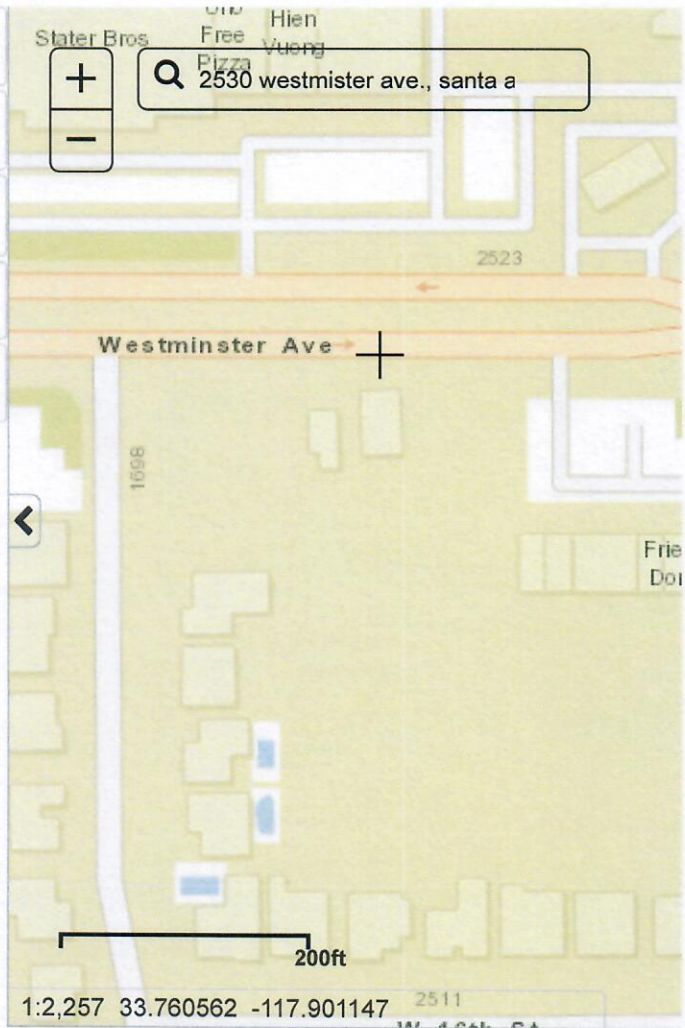 Hien
Stater Bros
Free
Vuong
Pizza
2530 westmister ave., santa a
2523
Westminster Ave
1698
Frie
200ft
2511
1:2,257 33.760562 -117.901147